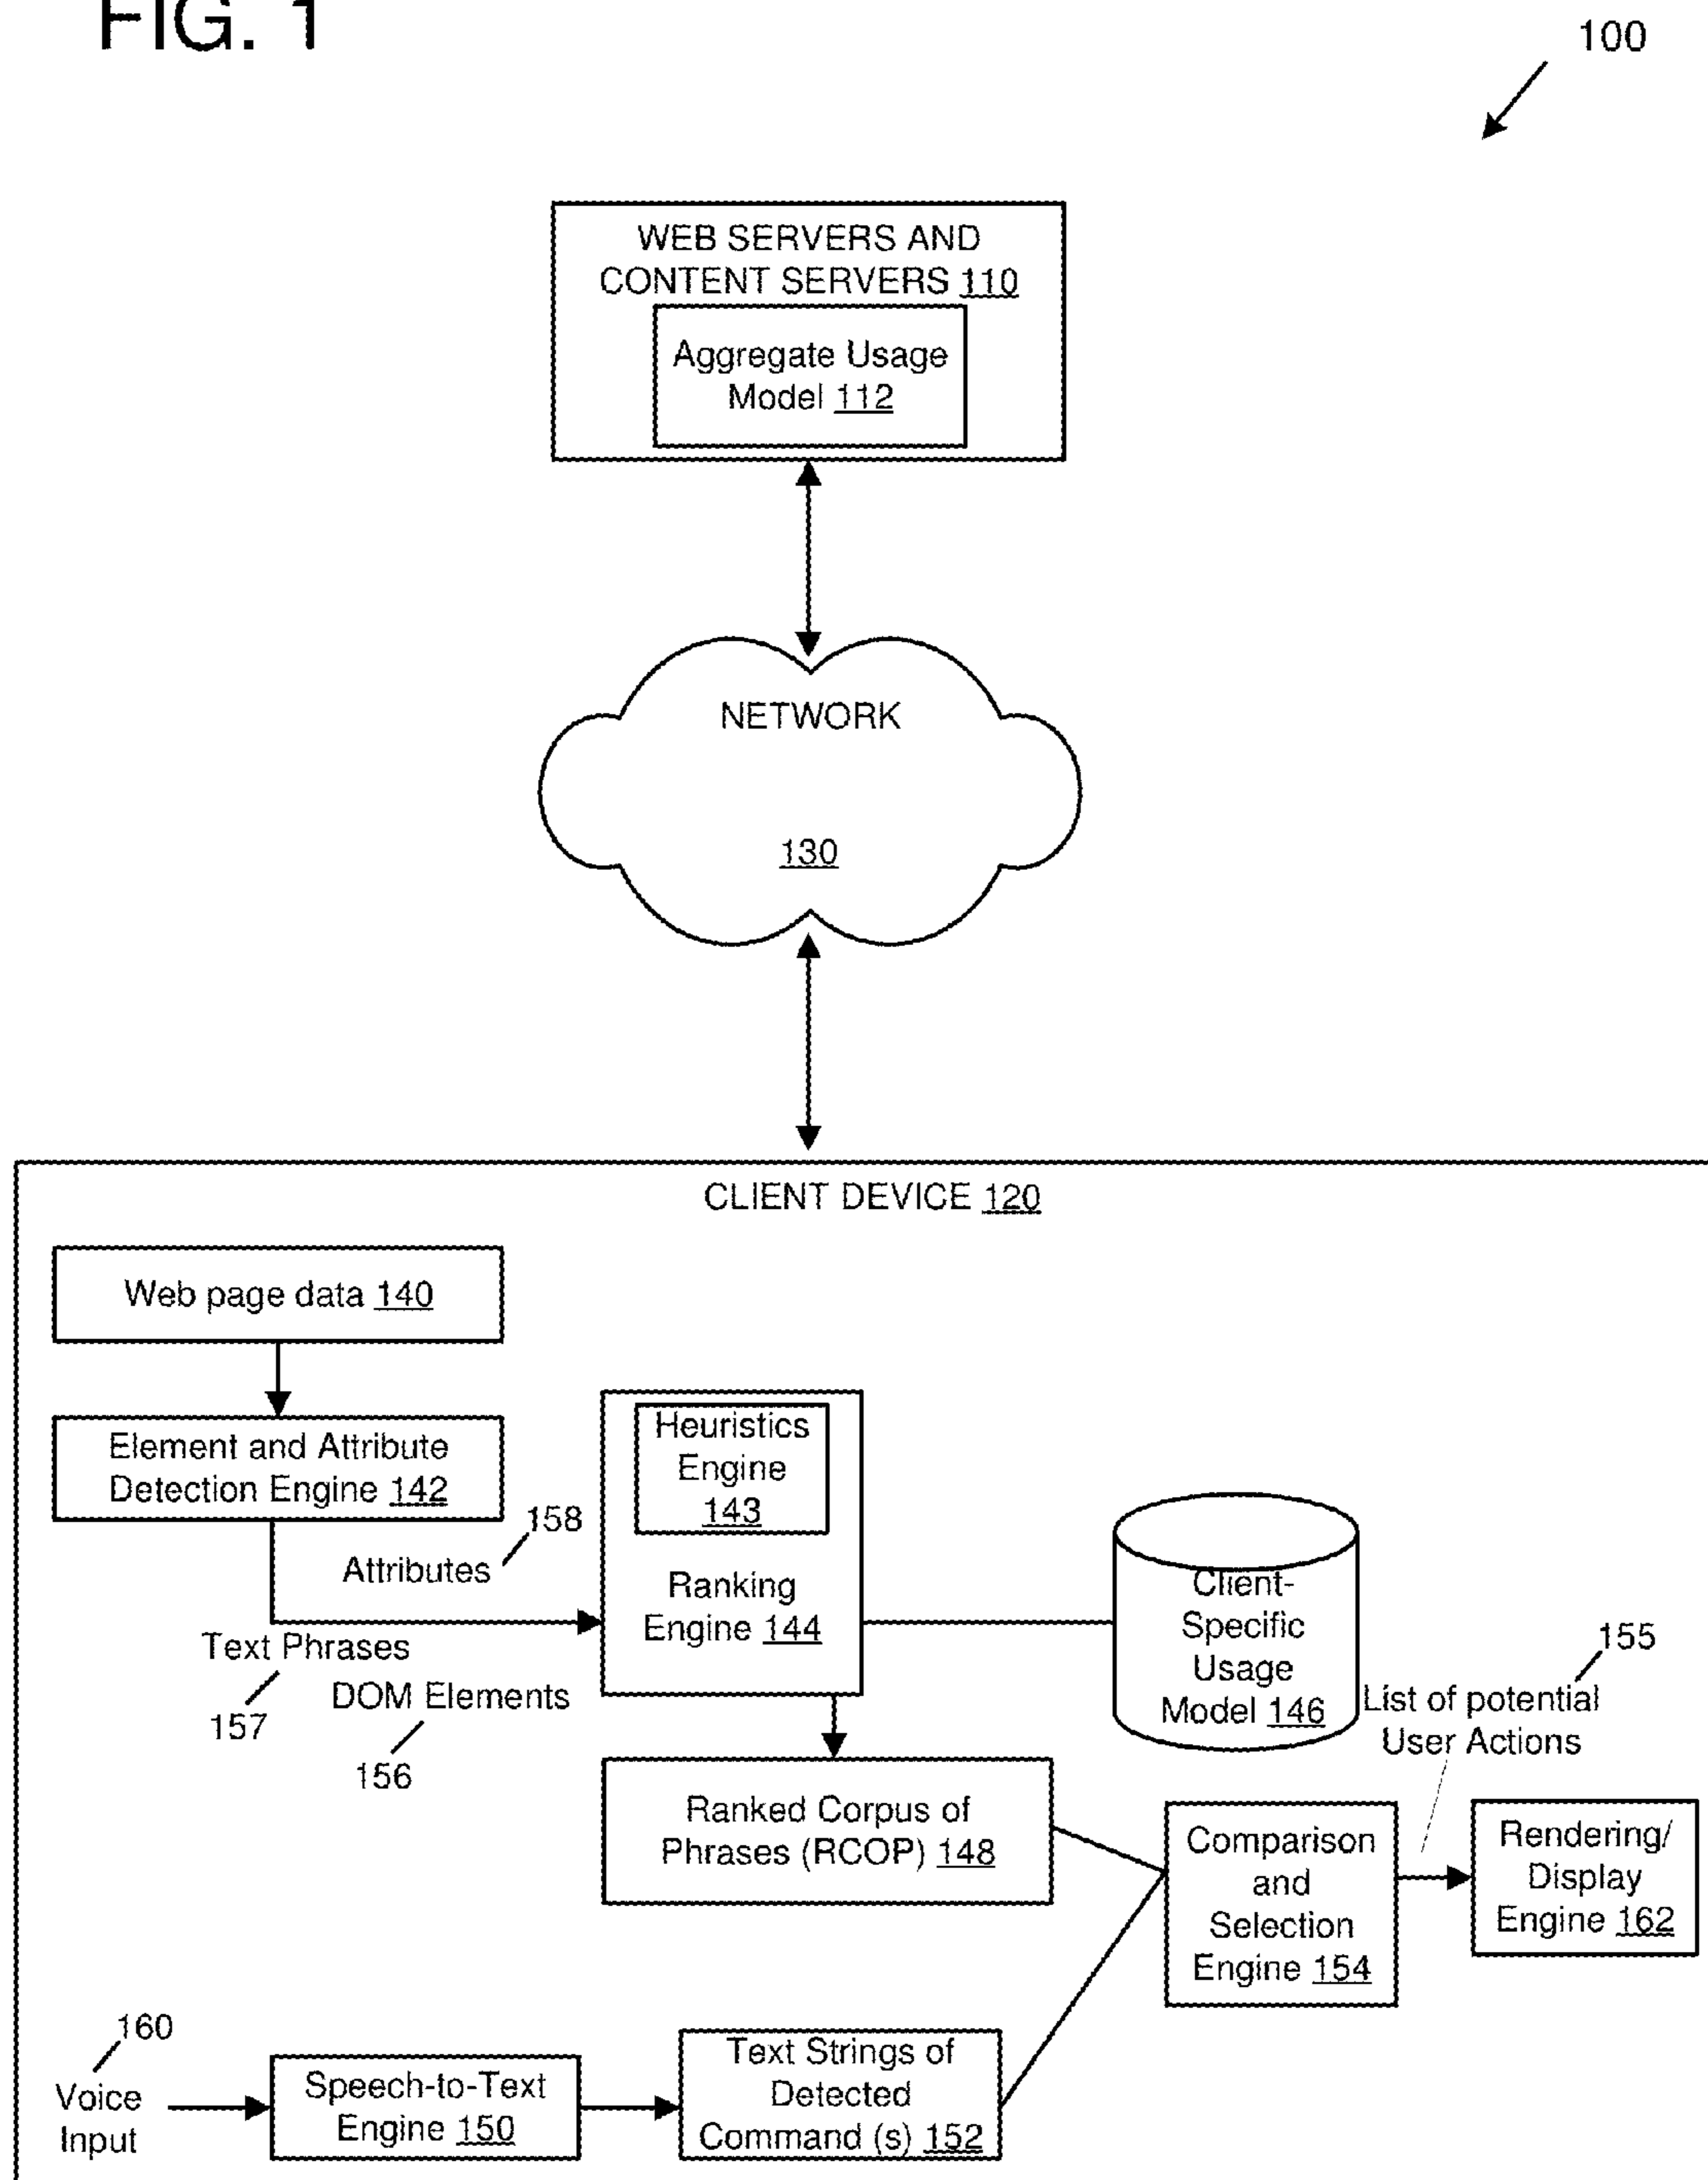 FIG. 1
100
WEB SERVERS AND
CONTENT SERVERS 110
Aggregate Usage
Model 112
NETWORK
130
CLIENT DEVICE 120
Web page data 140
Element and Attribute
Detection Engine 142
Heuristics
Engine
143
Ranking
Engine 144
158
Attributes
Text Phrases
157
DOM Elements
156
Client-
Specific
Usage
Model 146
155
List of potential
User Actions
Ranked Corpus of
Phrases (RCOP) 148
Comparison
and
Selection
Engine 154
Rendering/
Display
Engine 162
160
Voice
Input
Speech-to-Text
Engine 150
Text Strings of
Detected
Command (s) 152